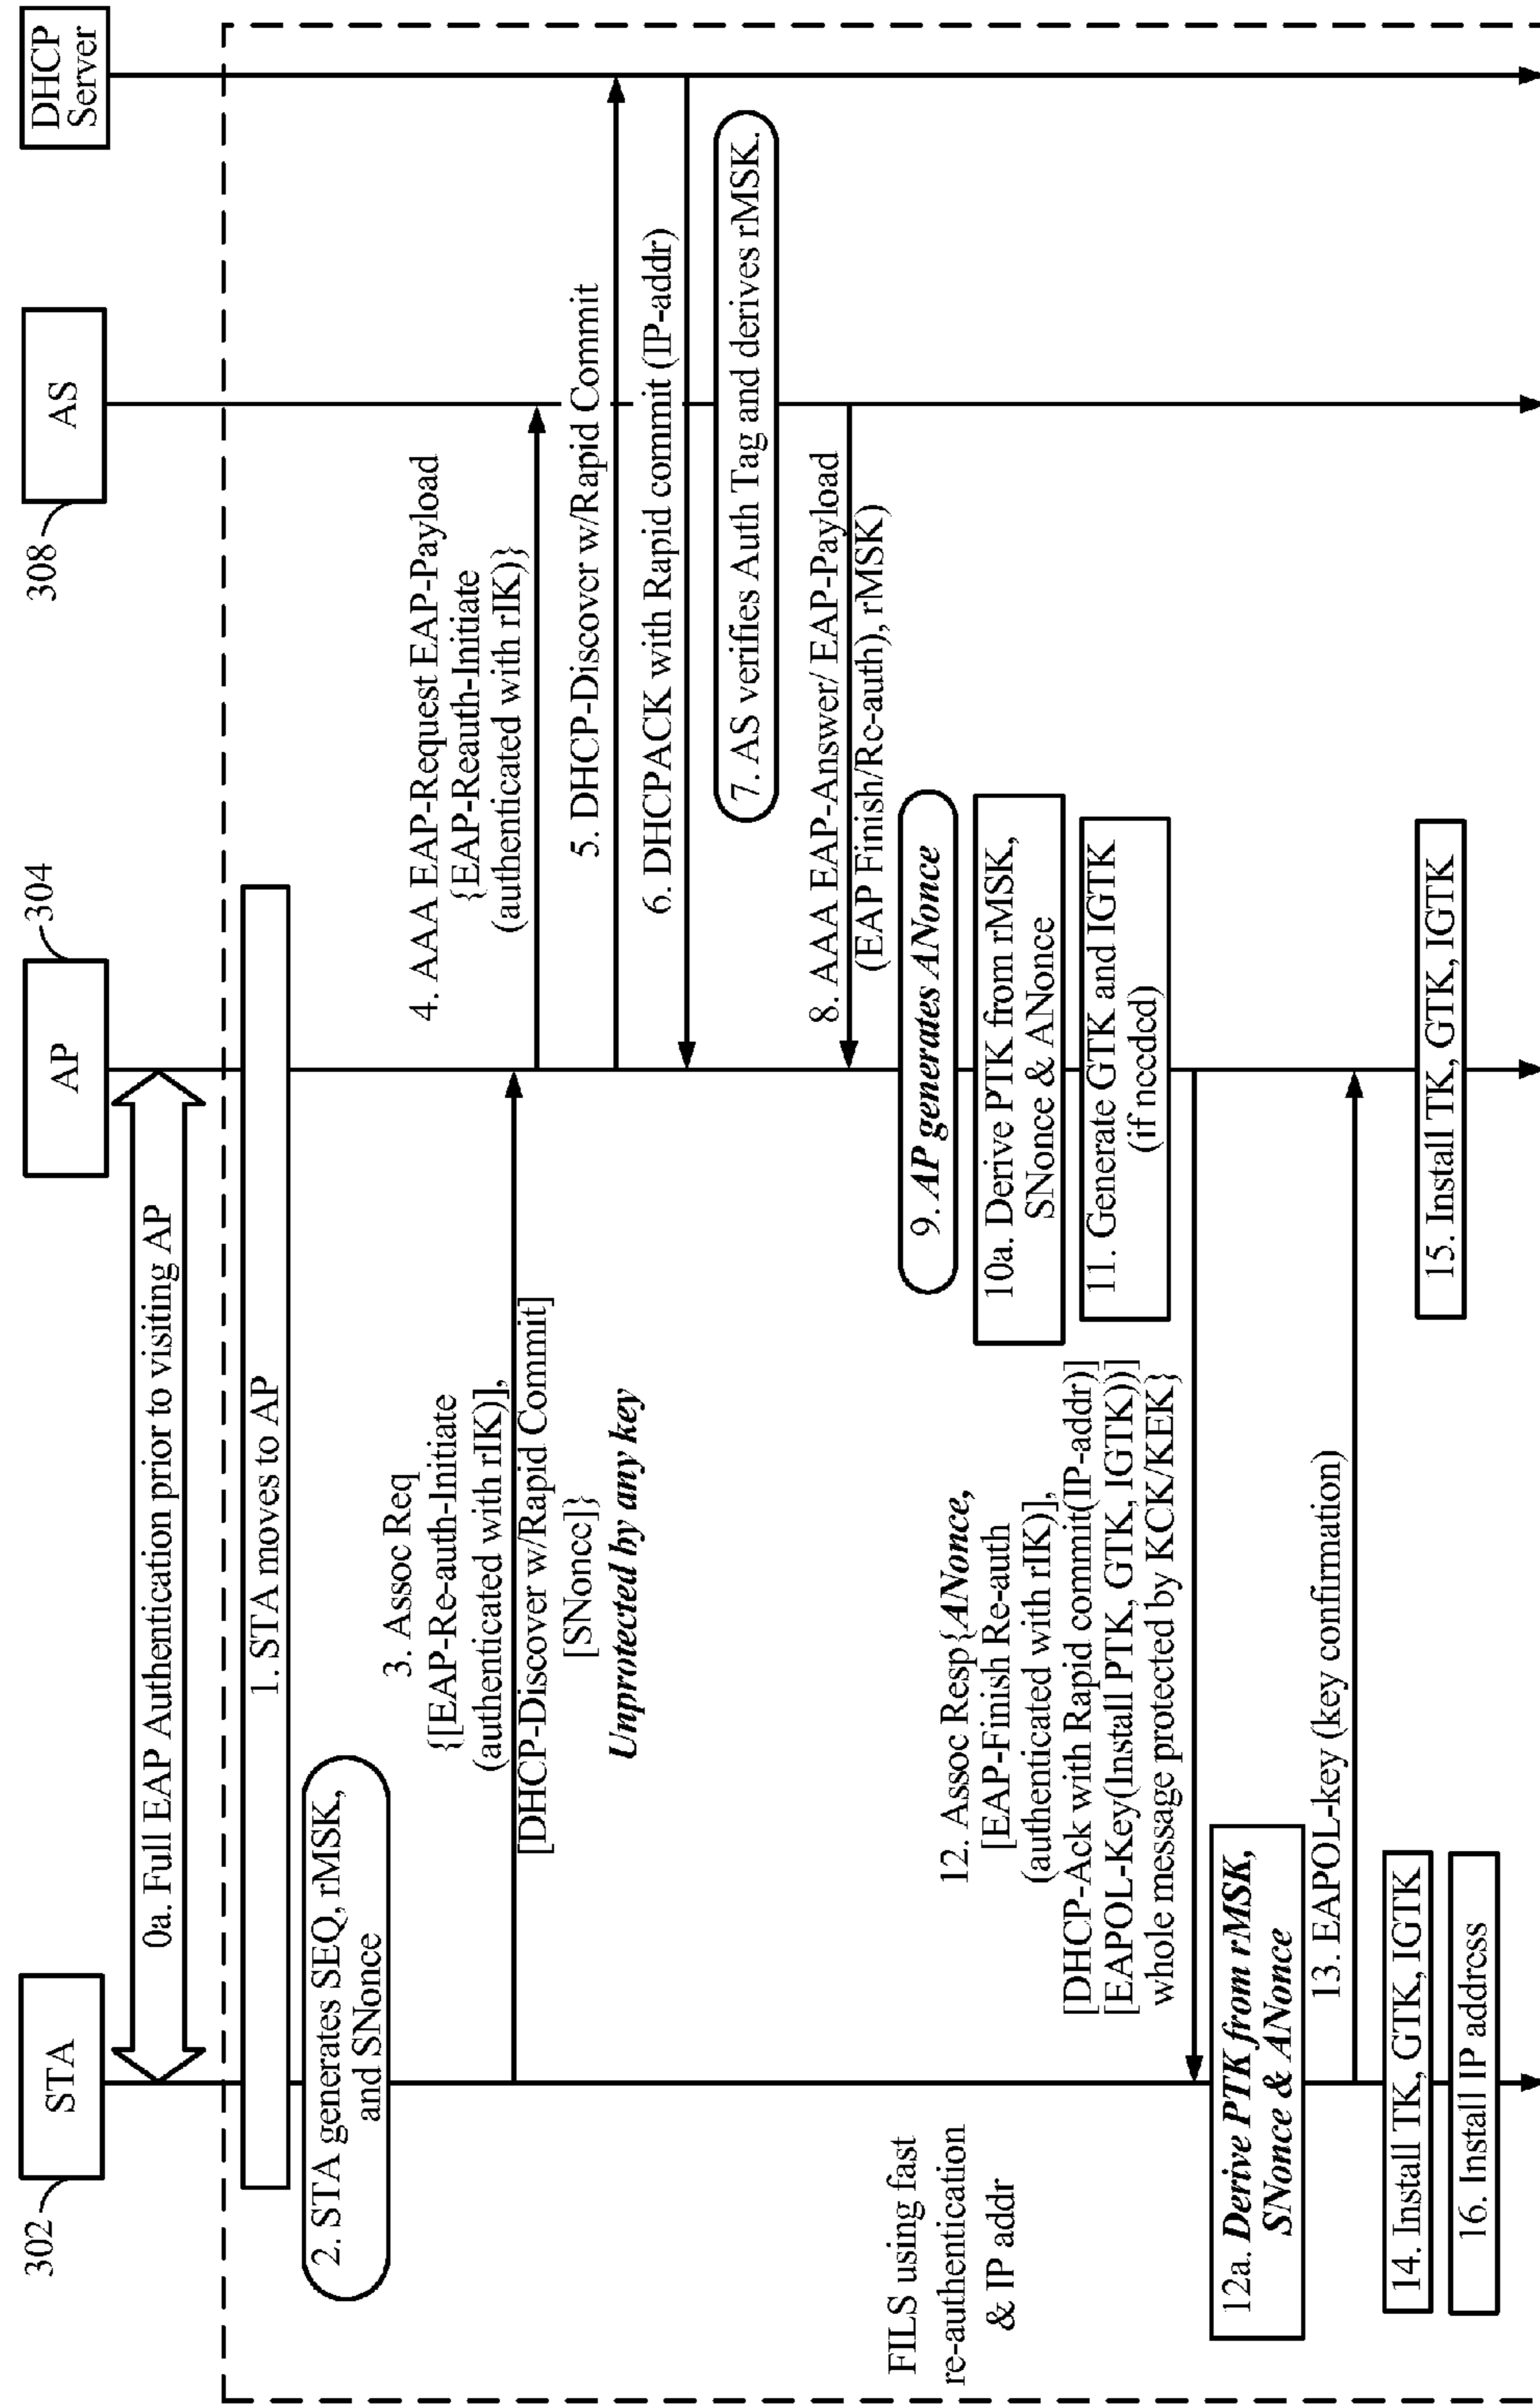 STA
302
AP
304
AS
308
DHCP
Server
0a. Full EAP Authentication prior to visiting AP
1. STA moves to AP
2. STA generates SEQ, rMSK,
and SNonce
3. Assoc Req
{[EAP-Re-auth-Initiate
(authenticated with rIK)],
[DHCP-Discover w/Rapid Commit]
[SNonce]}
Unprotected by any key
4. AAA EAP-Request EAP-Payload
{EAP-Reauth-Initiate
(authenticated with rIK)}
5. DHCP-Discover w/Rapid Commit
6. DHCPACK with Rapid commit (IP-addr)
7. AS verifies Auth Tag and derives rMSK.
8. AAA EAP-Answer/ EAP-Payload
(EAP Finish/Re-auth), rMSK)
9. AP generates ANonce
10a. Derive PTK from rMSK,
SNonce & ANonce
11. Generate GTK and IGTK
(if needed)
FILS using fast
re-authentication
& IP addr
12. Assoc Resp{ANonce,
[EAP-Finish Re-auth
(authenticated with rIK)],
[DHCP-Ack with Rapid commit(IP-addr)]
[EAPOL-Key(Install PTK, GTK, IGTK))]
whole message protected by KCK/KEK}
12a. Derive PTK from rMSK,
SNonce & ANonce
13. EAPOL-key (key confirmation)
14. Install TK, GTK, IGTK
15. Install TK, GTK, IGTK
16. Install IP address